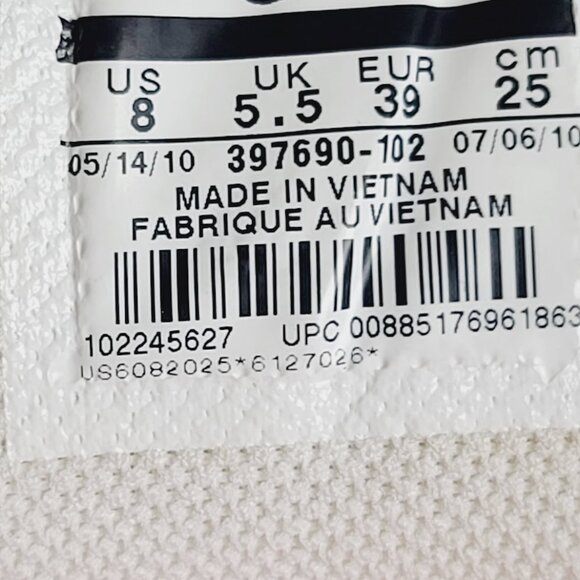 US UK EUR cm
8 5.5 39 25
05/14/10 397690-102 07/06/10
MADE IN VIETNAM
FABRIQUE AU VIETNAM
102245627 UPC 00885176961863
US6082025*6127026*